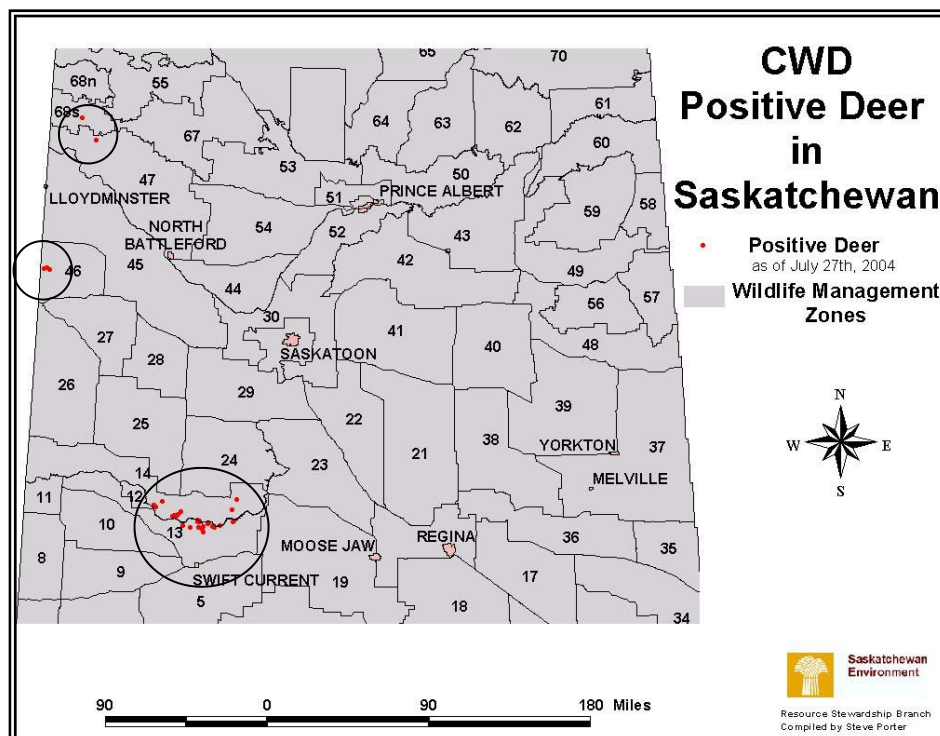 CWD
Positive Deer
in
Saskatchewan
Positive Deer
as of July 27th, 2004
Wildlife Management
Zones
N
W E
S
65
70
68n
55
68s
61
64
63
62
67
60
53
50
47
51
PRINCE ALBERT
LLOYDMINSTER
59
58
NORTH
BATTLEFORD
54
52
43
46
45
42
49
44
56
57
30
27
41
40
48
28
SASKATOON
26
29
25
22
39
21
38
37
YORKTON
24
23
14
MELVILLE
12
11
10
13
MOOSE JAW
REGINA
36
35
8
9
SWIFT CURRENT
19
17
5
18
34
90 0 90 180 Miles
Saskatchewan
Environment
Resource Stewardship Branch
Compiled by Steve Porter